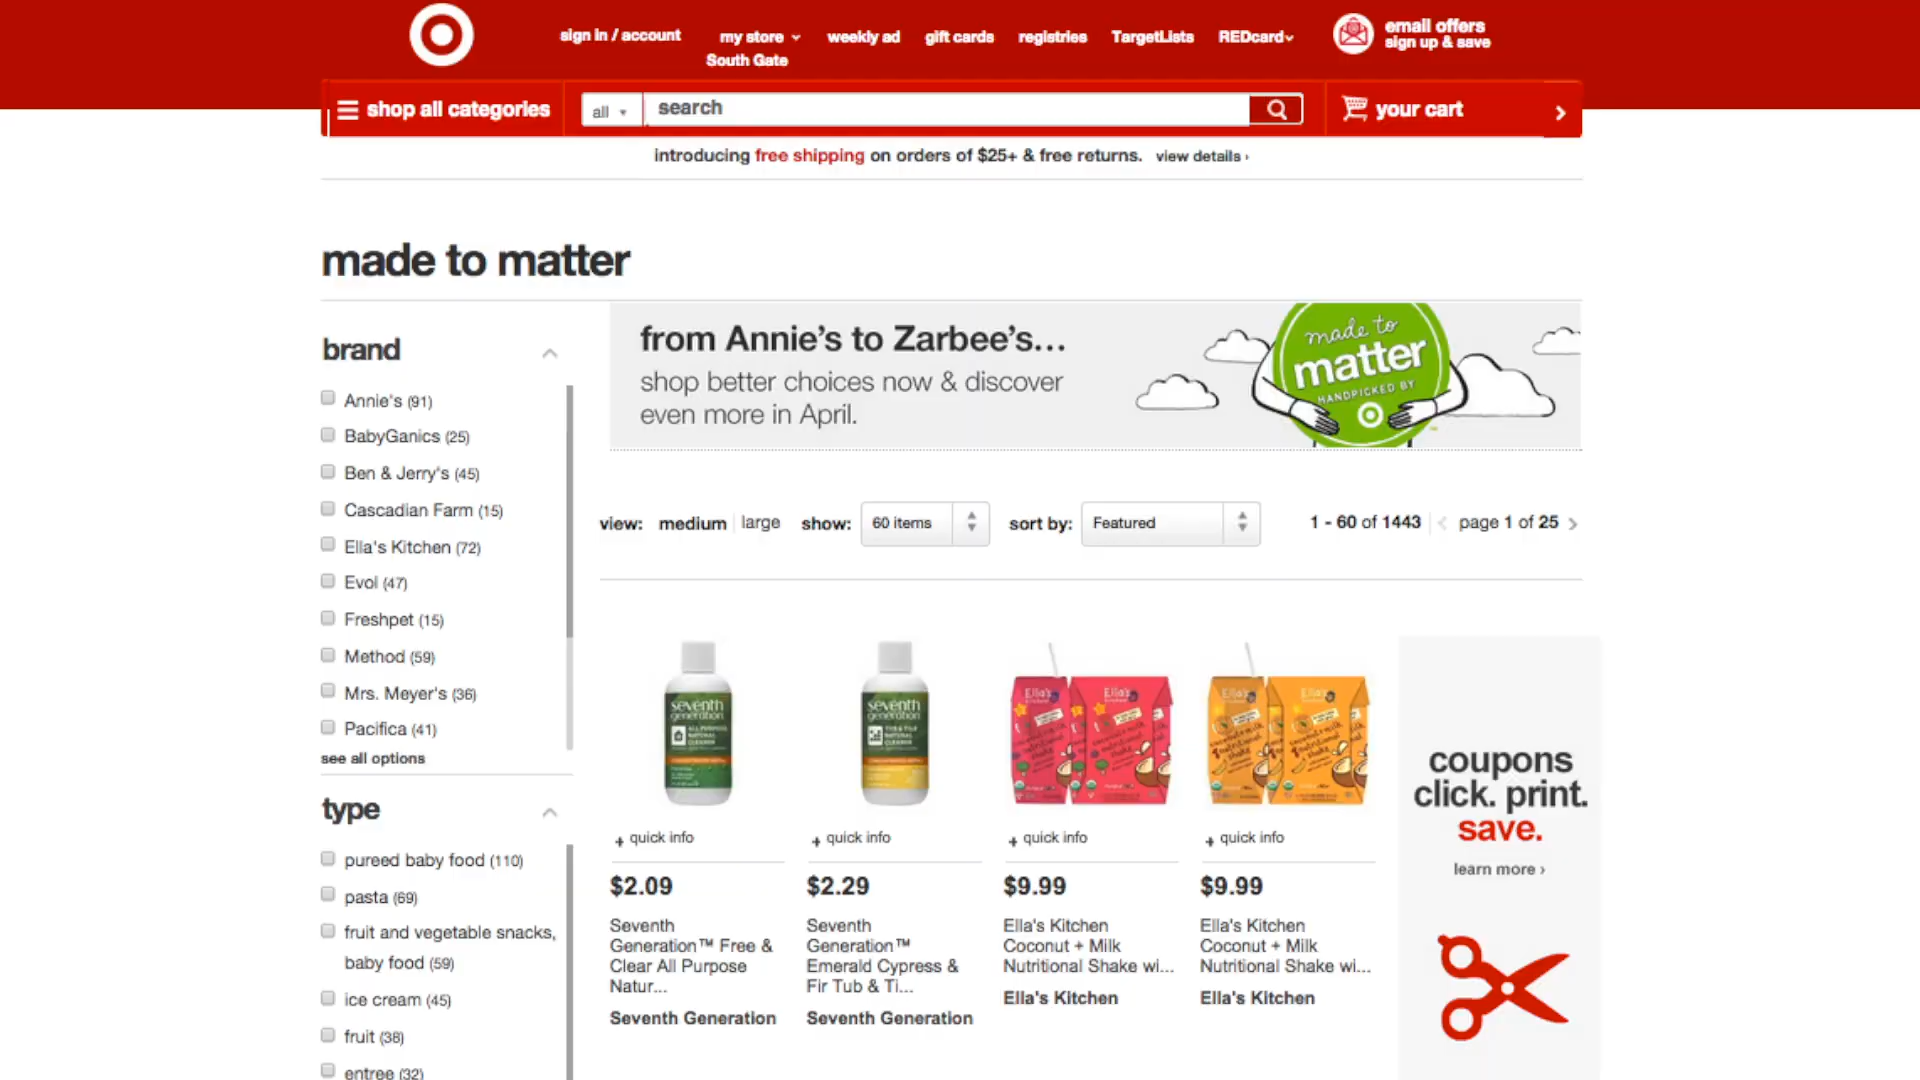 sign in / account
my store
South Gate
weekly ad
gift cards
registries
TargetLists
REDcard
email offers
sign up & save
shop all categories
all
search
your cart
introducing free shipping on orders of $25+ & free returns. view details ›
made to matter
brand
Annie's (91)
BabyGanics (25)
Ben & Jerry's (45)
Cascadian Farm (15)
Ella's Kitchen (72)
Evol (47)
Freshpet (15)
Method (59)
Mrs. Meyer's (36)
Pacifica (41)
see all options
type
pureed baby food (110)
pasta (69)
fruit and vegetable snacks,
baby food (59)
ice cream (45)
fruit (38)
entree (32)
from Annie's to Zarbee's...
shop better choices now & discover
even more in April.
made to
matter
HANDPICKED BY
view: medium large show: 60 items sort by: Featured 1 - 60 of 1443 page 1 of 25
seventh
generation
seventh
generation
Ella's
Ella's
Ella's
Ella's
+ quick info
+ quick info
+ quick info
+ quick info
$2.09
Seventh
Generation™ Free &
Clear All Purpose
Natur...
Seventh Generation
$2.29
Seventh
Generation™
Emerald Cypress &
Fir Tub & Ti...
Seventh Generation
$9.99
Ella's Kitchen
Coconut + Milk
Nutritional Shake wi...
Ella's Kitchen
$9.99
Ella's Kitchen
Coconut + Milk
Nutritional Shake wi...
Ella's Kitchen
coupons
click. print.
save.
learn more ›